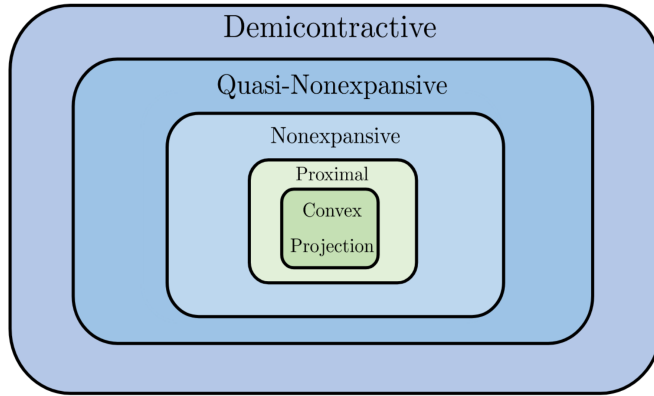 Demicontractive
Quasi-Nonexpansive
Nonexpansive
Proximal
Convex
Projection